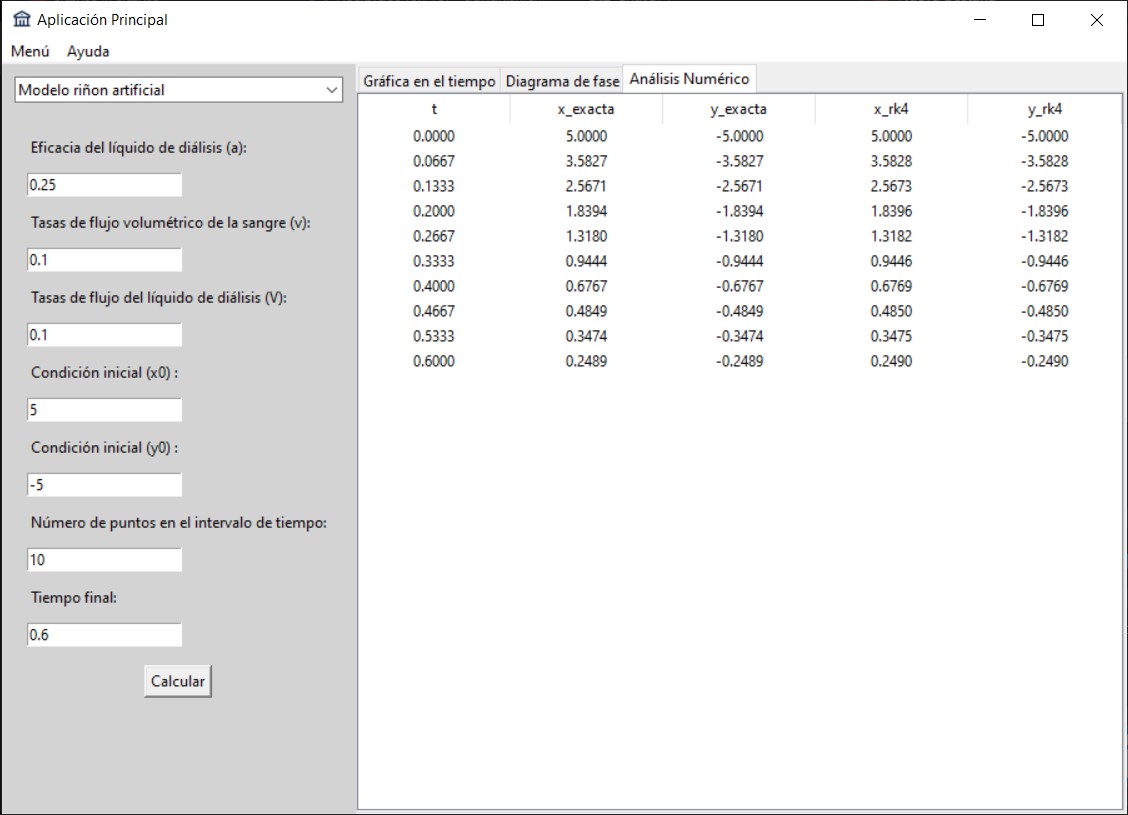 Aplicación Principal
Menú Ayuda
Modelo riñon artificial
Eficacia del líquido de diálisis (a):
0.25
Tasas de flujo volumétrico de la sangre (v):
0.1
Tasas de flujo del líquido de diálisis (V):
0.1
Condición inicial (x0) :
5
Condición inicial (y0) :
-5
Número de puntos en el intervalo de tiempo:
10
Tiempo final:
0.6
Calcular
Gráfica en el tiempo Diagrama de fase Análisis Numérico
t x_exacta y_exacta x_rk4 y_rk4
0.0000 5.0000 -5.0000 5.0000 -5.0000
0.0667 3.5827 -3.5827 3.5828 -3.5828
0.1333 2.5671 -2.5671 2.5673 -2.5673
0.2000 1.8394 -1.8394 1.8396 -1.8396
0.2667 1.3180 -1.3180 1.3182 -1.3182
0.3333 0.9444 -0.9444 0.9446 -0.9446
0.4000 0.6767 -0.6767 0.6769 -0.6769
0.4667 0.4849 -0.4849 0.4850 -0.4850
0.5333 0.3474 -0.3474 0.3475 -0.3475
0.6000 0.2489 -0.2489 0.2490 -0.2490